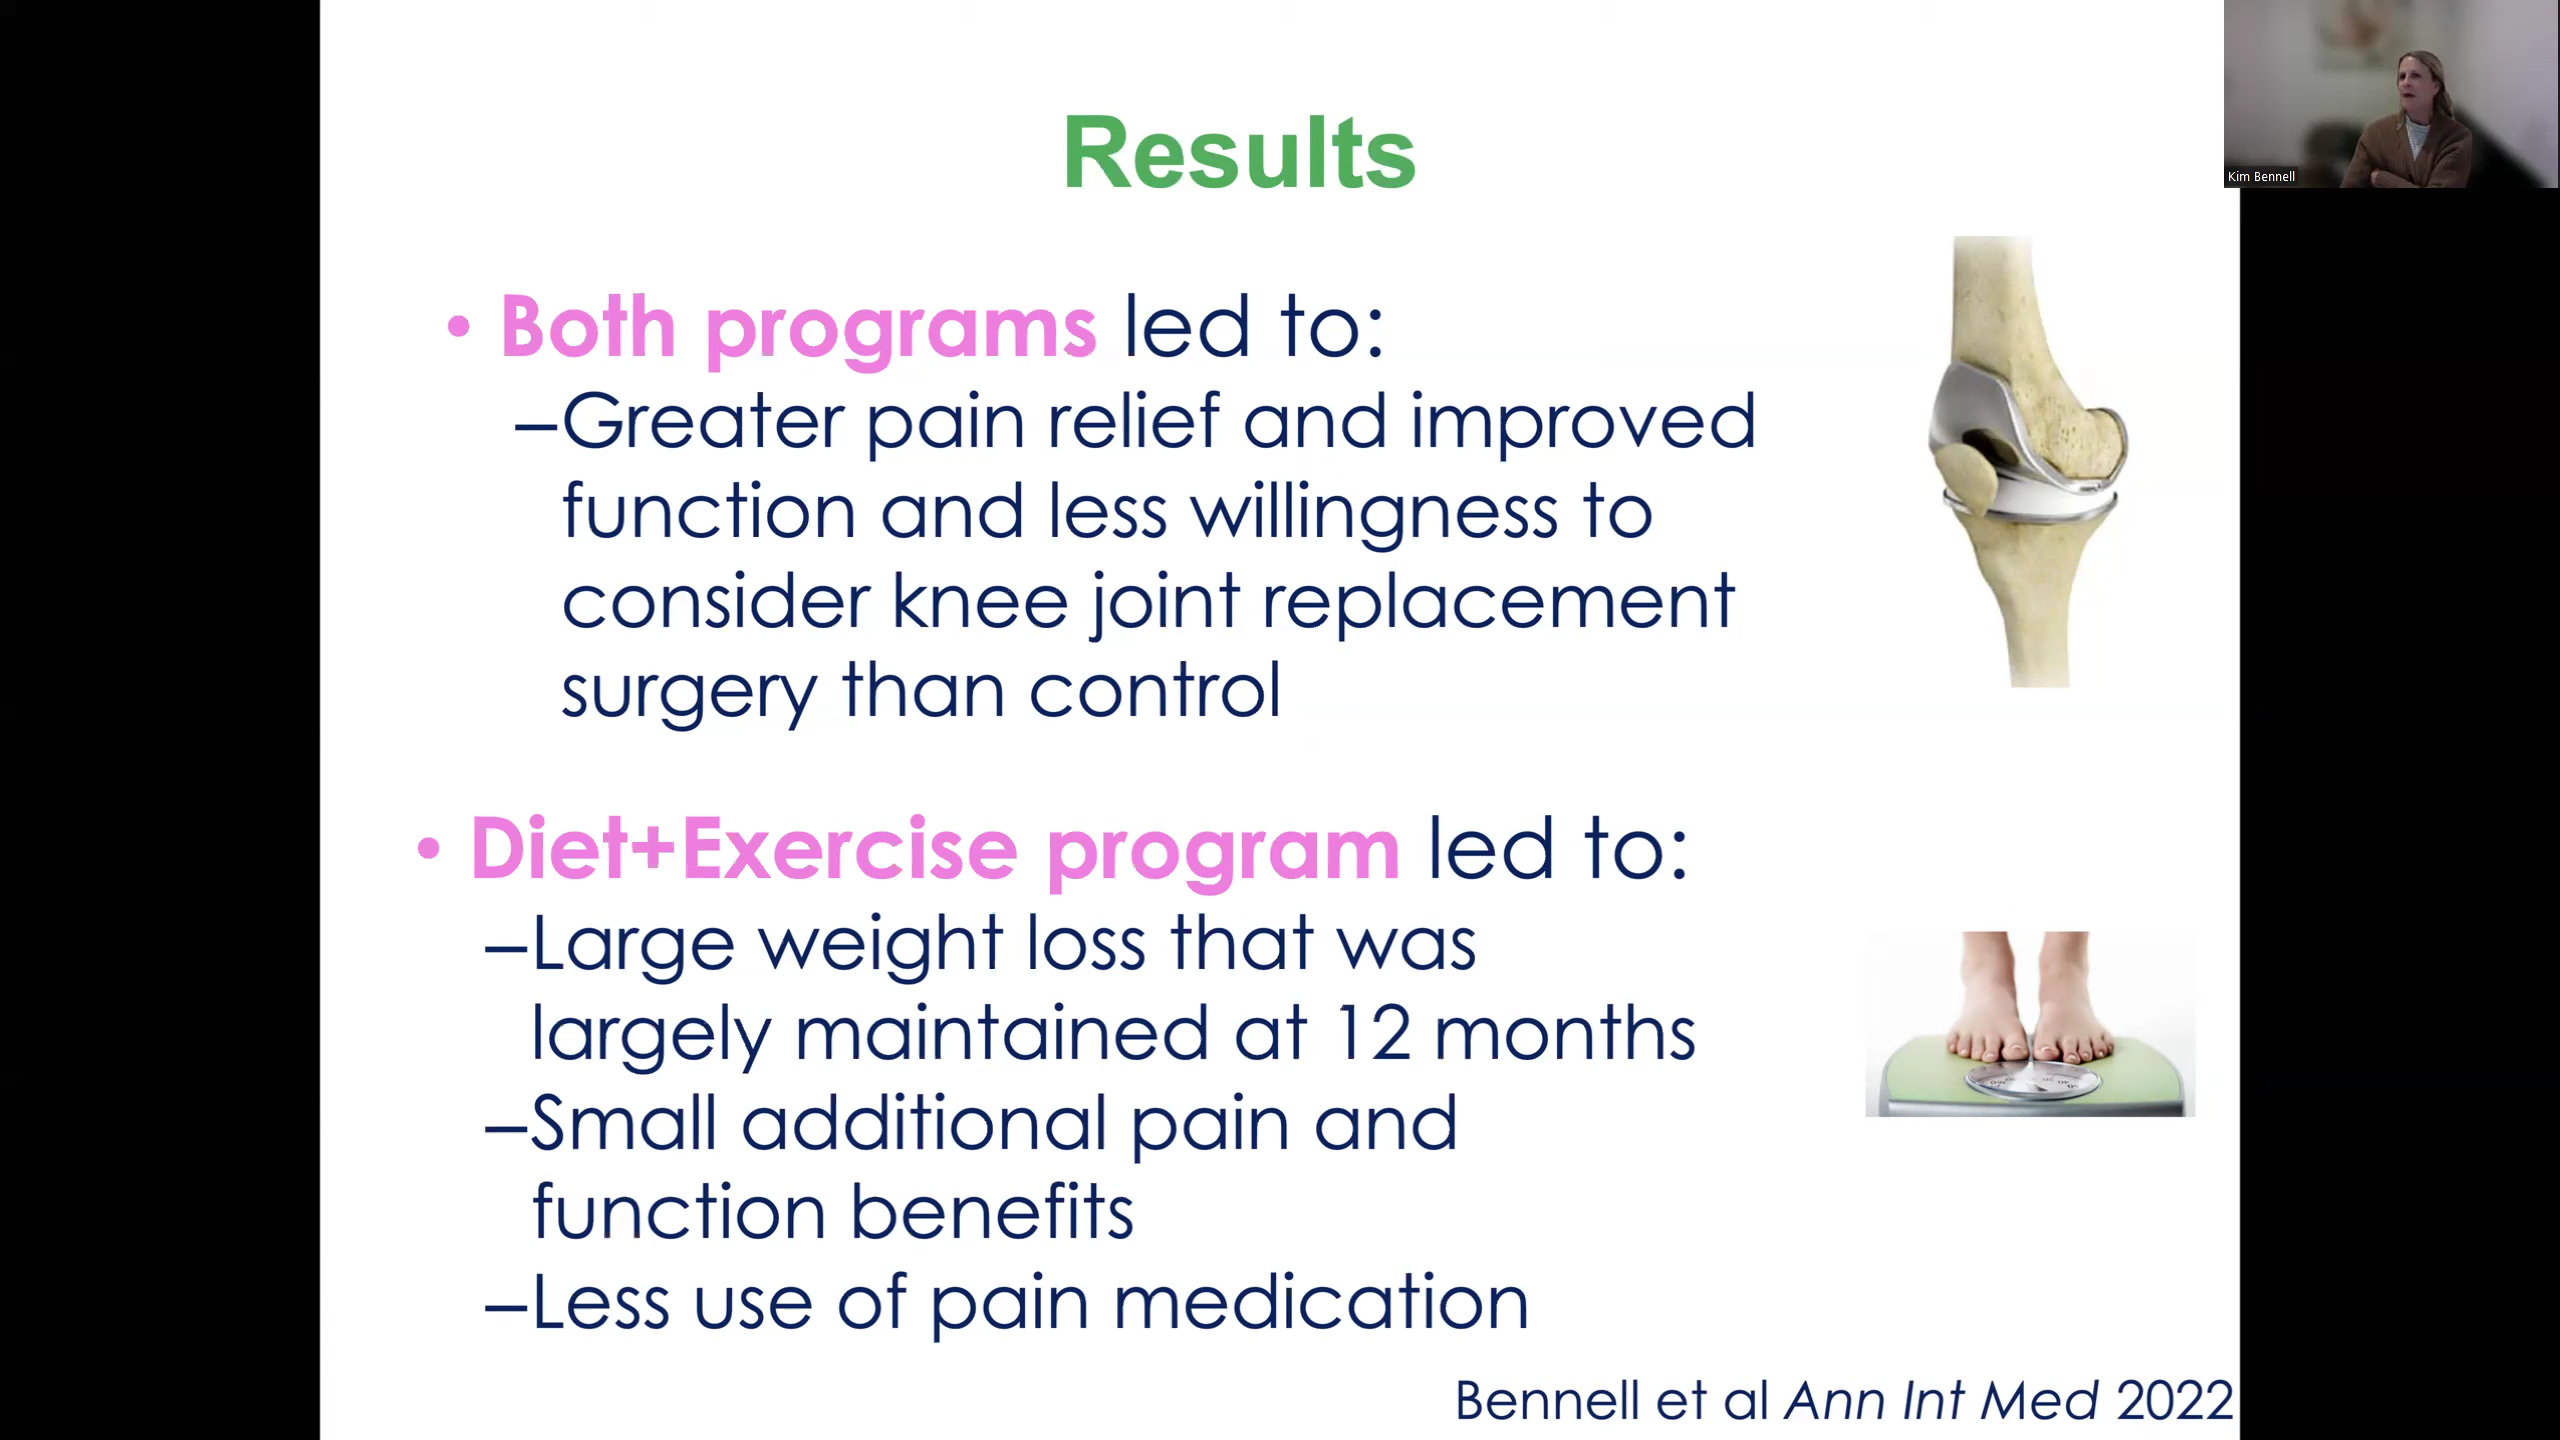 Results
Kim Bennell
• Both programs led to:
–Greater pain relief and improved
function and less willingness to
consider knee joint replacement
surgery than control
• Diet+Exercise program led to:
–Large weight loss that was
largely maintained at 12 months
–Small additional pain and
function benefits
–Less use of pain medication
Bennell et al Ann Int Med 2022